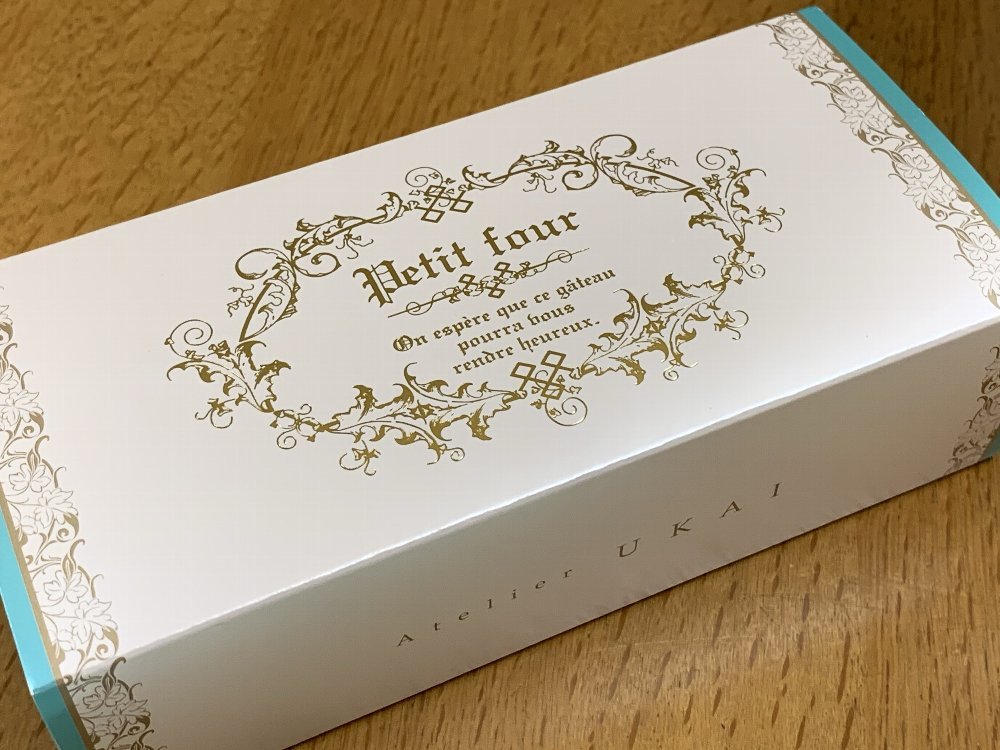 Petit four
On espère que ce gâteau
pourra vous
rendre heureux.
Atelier UKAI